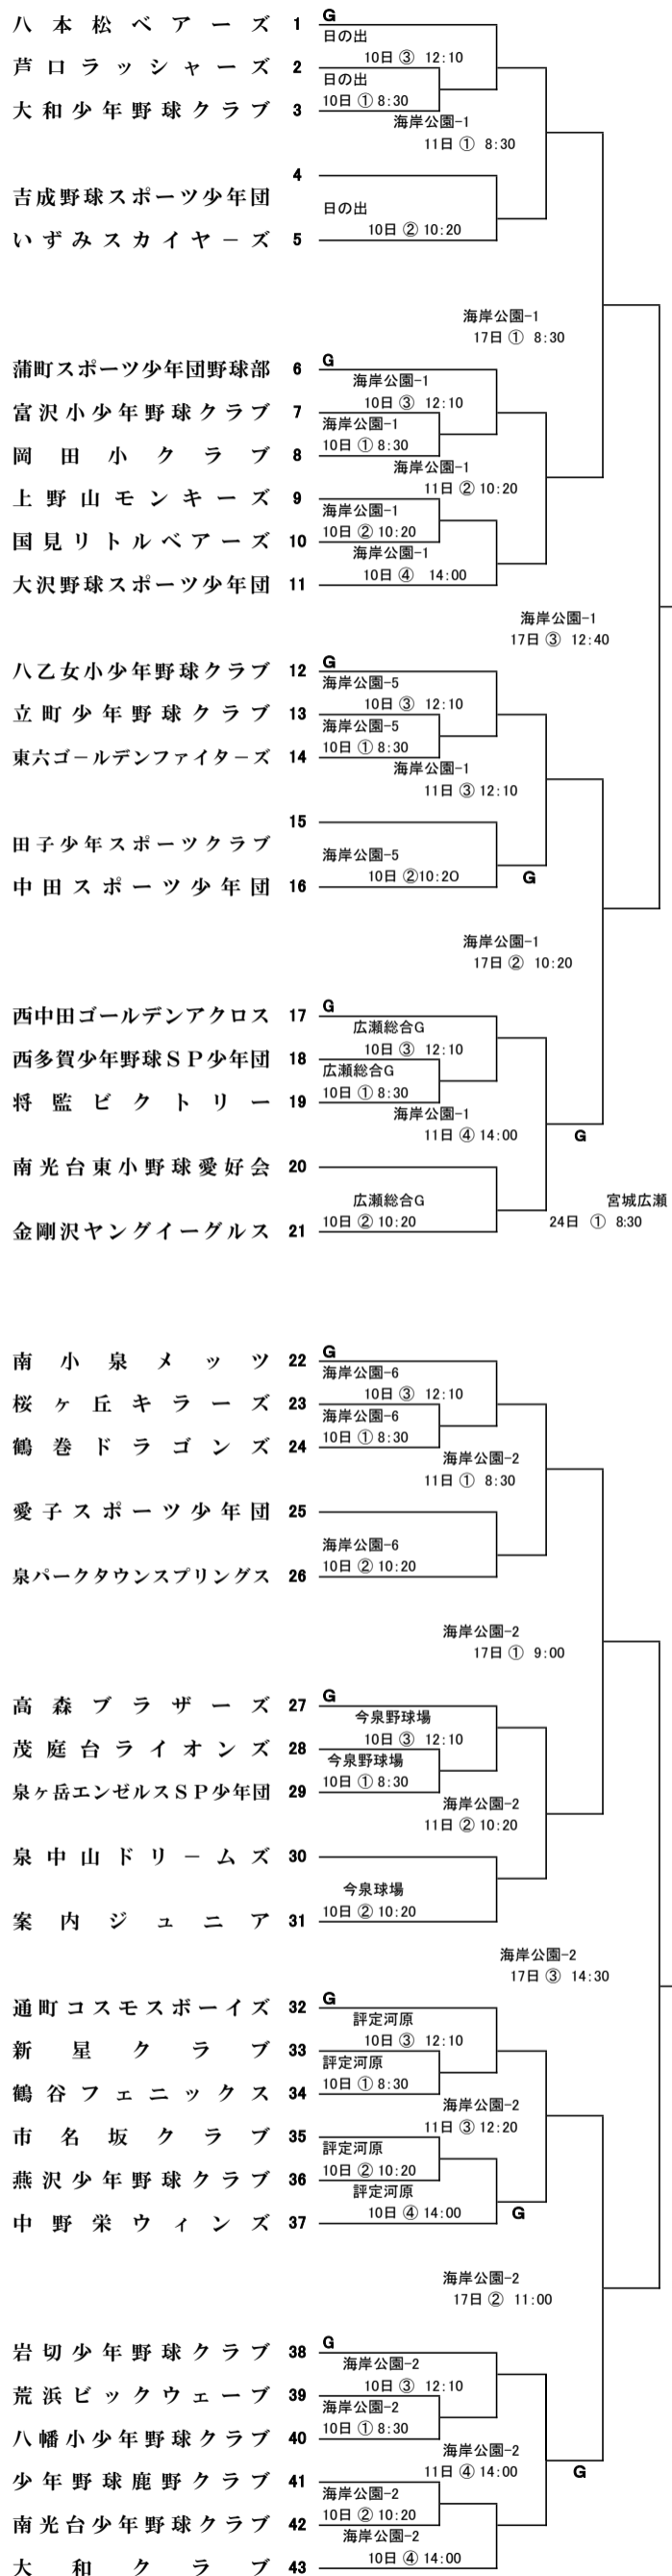 八本松ベアーズ 1 G
日の出
10日 ③ 12:10
芦口ラッシャーズ 2
日の出
10日 ① 8:30
大和少年野球クラブ 3
海岸公園-1
11日 ① 8:30
4
吉成野球スポーツ少年団
日の出
10日 ② 10:20
いずみスカイヤ-ズ 5
海岸公園-1
17日 ① 8:30
蒲町スポーツ少年団野球部 6 G
海岸公園-1
10日 ③ 12:10
富沢小少年野球クラブ 7
海岸公園-1
10日 ① 8:30
岡田小クラブ 8
海岸公園-1
11日 ② 10:20
上野山モンキーズ 9
海岸公園-1
10日 ② 10:20
国見リトルベアーズ 10
海岸公園-1
10日 ④ 14:00
大沢野球スポーツ少年団 11
海岸公園-1
17日 ③ 12:40
八乙女小少年野球クラブ 12 G
海岸公園-5
10日 ③ 12:10
立町少年野球クラブ 13
海岸公園-5
10日 ① 8:30
東六ゴ-ルデンファイタ-ズ 14
海岸公園-1
11日 ③ 12:10
15
田子少年スポーツクラブ
海岸公園-5
10日 ②10:20
中田スポーツ少年団 16
G
海岸公園-1
17日 ② 10:20
西中田ゴールデンアクロス 17 G
広瀬総合G
10日 ③ 12:10
西多賀少年野球SP少年団 18
広瀬総合G
10日 ① 8:30
将監ビクトリー 19
海岸公園-1
11日 ④ 14:00
G
南光台東小野球愛好会 20
広瀬総合G
10日 ② 10:20
金剛沢ヤングイーグルス 21
宮城広瀬
24日 ① 8:30
南小泉メッツ 22 G
海岸公園-6
10日 ③ 12:10
桜ヶ丘キラーズ 23
海岸公園-6
10日 ① 8:30
鶴巻ドラゴンズ 24
海岸公園-2
11日 ① 8:30
愛子スポーツ少年団 25
海岸公園-6
10日 ② 10:20
泉パークタウンスプリングス 26
海岸公園-2
17日 ① 9:00
高森ブラザーズ 27 G
今泉野球場
10日 ③ 12:10
茂庭台ライオンズ 28
今泉野球場
10日 ① 8:30
泉ヶ岳エンゼルスSP少年団 29
海岸公園-2
11日 ② 10:20
泉中山ドリ-ムズ 30
今泉球場
10日 ② 10:20
案内ジュニア 31
海岸公園-2
17日 ③ 14:30
通町コスモスボーイズ 32 G
評定河原
10日 ③ 12:10
新星クラブ 33
評定河原
10日 ① 8:30
鶴谷フェニックス 34
海岸公園-2
11日 ③ 12:20
市名坂クラブ 35
評定河原
10日 ② 10:20
燕沢少年野球クラブ 36
評定河原
10日 ④ 14:00
G
中野栄ウィンズ 37
海岸公園-2
17日 ② 11:00
岩切少年野球クラブ 38 G
海岸公園-2
10日 ③ 12:10
荒浜ビックウェーブ 39
海岸公園-2
10日 ① 8:30
八幡小少年野球クラブ 40
海岸公園-2
11日 ④ 14:00
G
少年野球鹿野クラブ 41
海岸公園-2
10日 ② 10:20
南光台少年野球クラブ 42
海岸公園-2
10日 ④ 14:00
大和クラブ 43